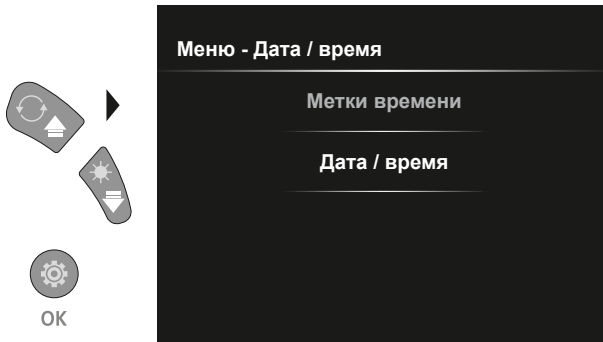 Меню - Дата / время
Метки времени
Дата / время
OK